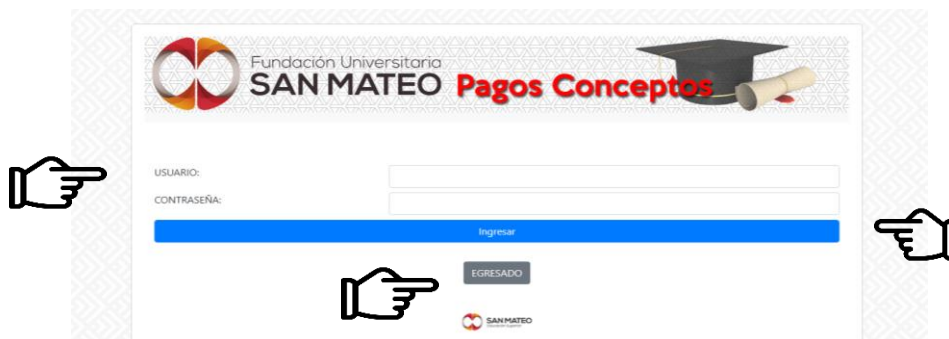 Fundación Universitaria
SAN MATEO Pagos Conceptos
USUARIO:
CONTRASEÑA:
Ingresar
EGRESADO
SAN MATEO